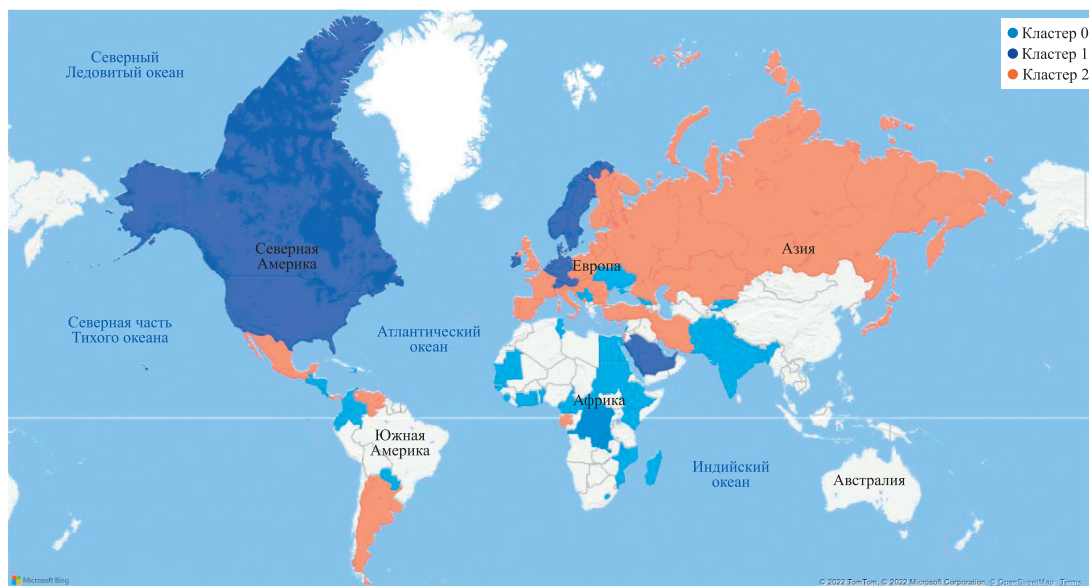 Кластер 0
Кластер 1
Кластер 2
Северный
Ледовитый океан
Северная
Америка
Европа
Азия
Северная часть
Тихого океана
Атлантический
океан
Африка
Южная
Америка
Индийский
океан
Австралия
Microsoft Bing
© 2022 TomTom, © 2022 Microsoft Corporation, © OpenStreetMap Terms